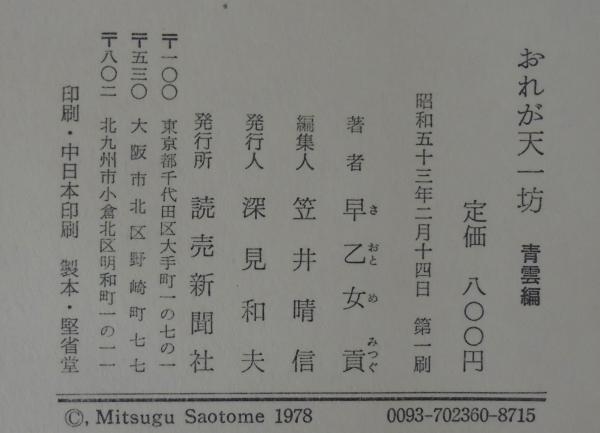 おれが天一坊 青雲編
定価 八〇〇円
昭和五十三年二月十四日 第一刷
著者 早乙女貢
さおとめ みつぐ
編集人 笠井晴信
発行人 深見和夫
発行所 読売新聞社
〒一〇〇 東京都千代田区大手町一の七の一
〒五三〇 大阪市北区野崎町七七
〒八〇二 北九州市小倉北区明和町一の一一
印刷・中日本印刷 製本・堅省堂
©, Mitsugu Saotome 1978 0093-702360-8715